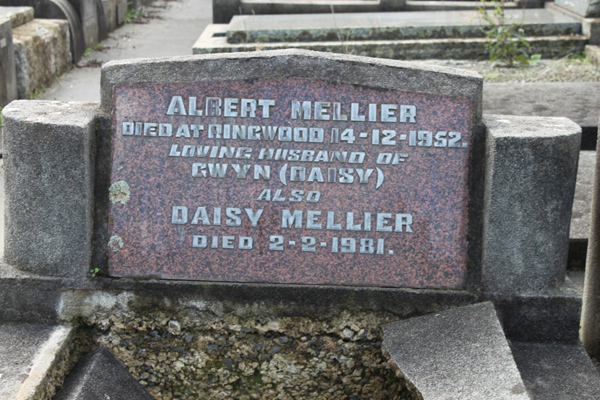 ALBERT MELLIER
DIED AT RINGWOOD 14-12-1952.
LOVING HUSBAND OF
GWYN (DAISY)
ALSO
DAISY MELLIER
DIED 2-2-1981.